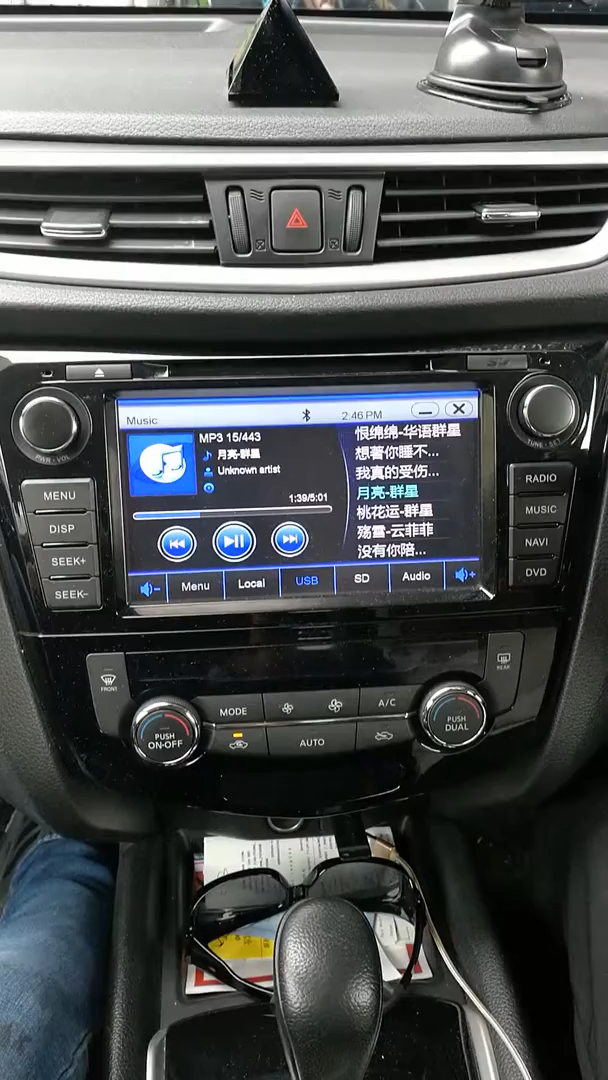 Music
2:46 PM
MP3 15/443
月亮-群星
Unknown artist
1:39/5:01
恨绵绵-华语群星
想著你睡不...
我真的受伤...
月亮-群星
桃花运-群星
殇雪-云菲菲
没有你陪...
Menu
Local
USB
SD
Audio
PWR · VOL
MENU
DISP
SEEK+
SEEK-
TUNE · SET
RADIO
MUSIC
NAVI
DVD
FRONT
REAR
PUSH
ON·OFF
MODE
A/C
AUTO
PUSH
DUAL